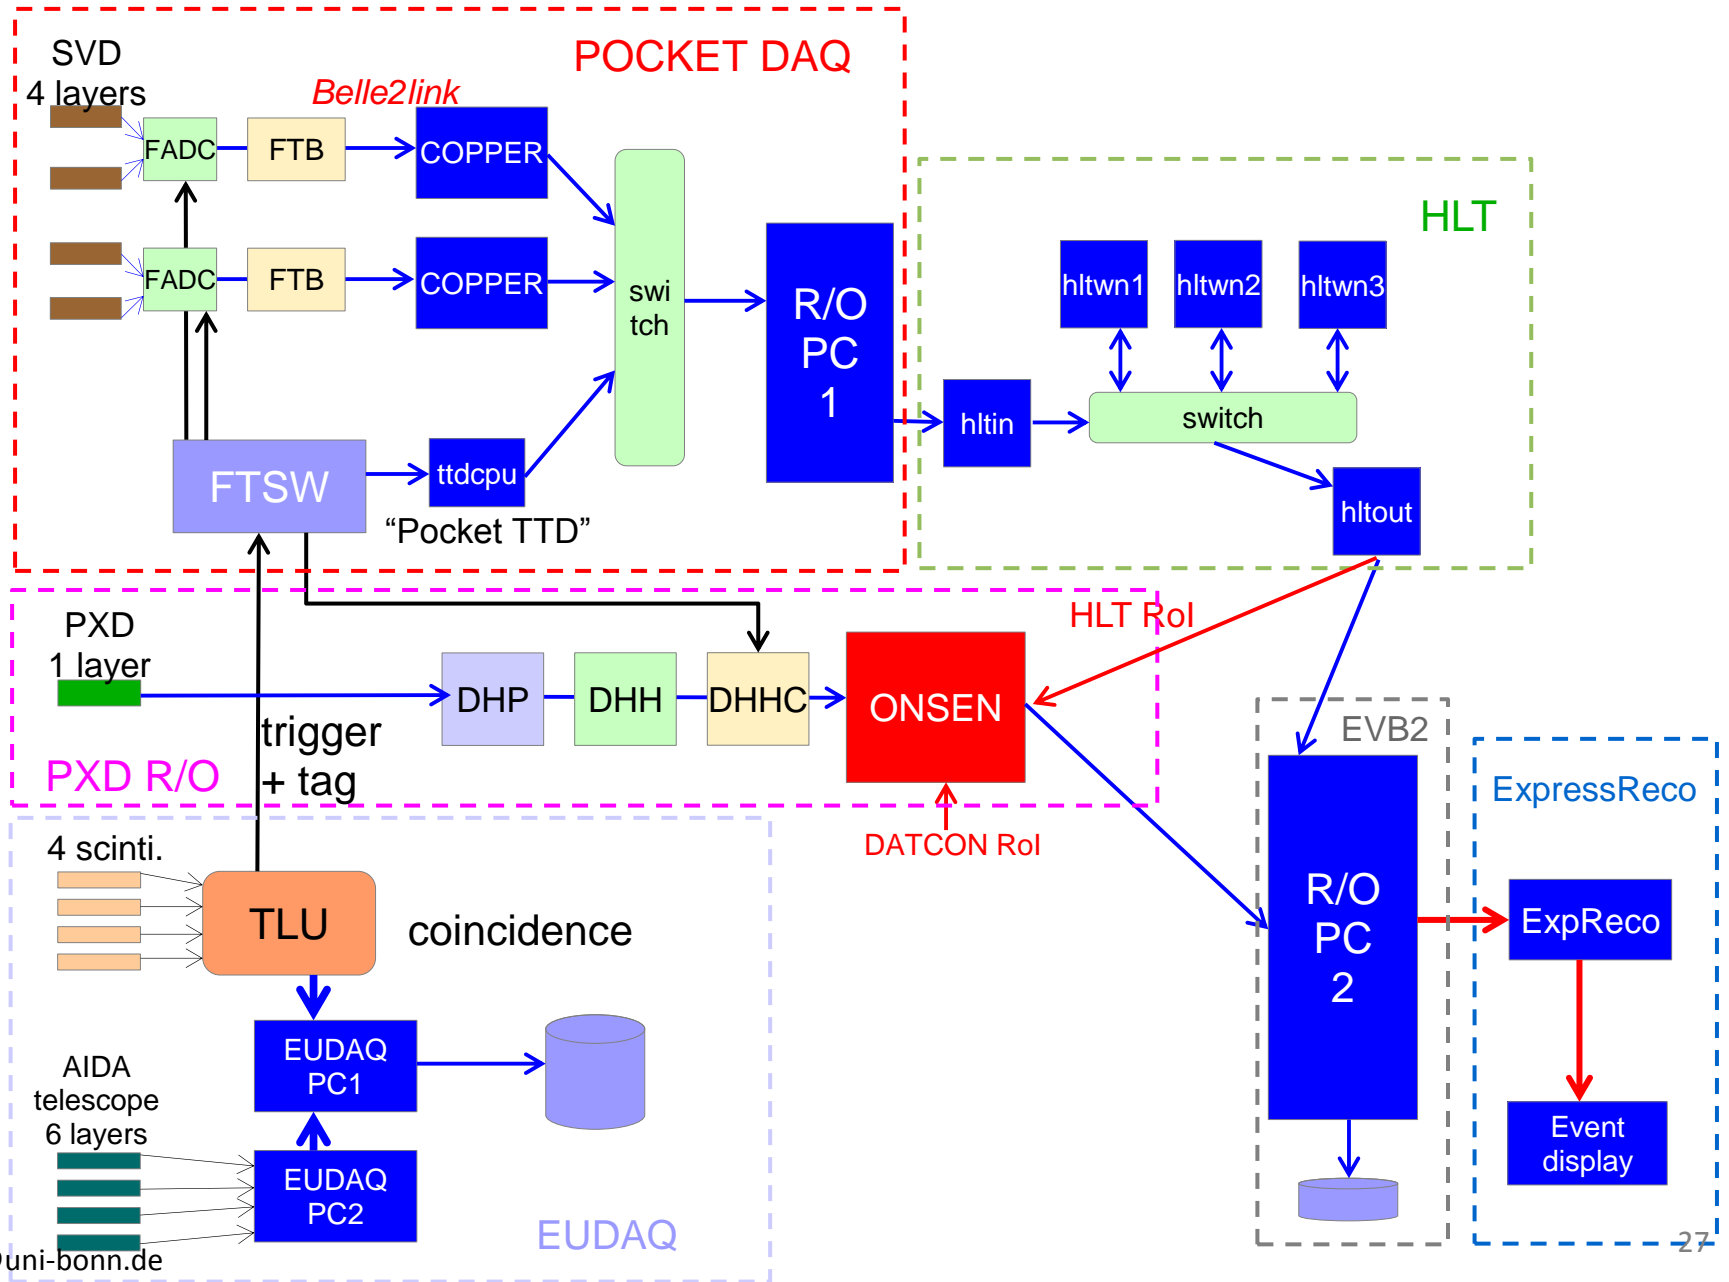 SVD
4 layers
POCKET DAQ
Belle2link
FADC
FTB
COPPER
FADC
FTB
COPPER
swi
tch
R/O
PC
1
FTSW
ttdcpu
“Pocket TTD”
HLT
hltwn1
hltwn2
hltwn3
hltin
switch
hltout
PXD
1 layer
HLT RoI
DHP
DHH
DHHC
ONSEN
trigger
+ tag
PXD R/O
DATCON RoI
EVB2
R/O
PC
2
ExpressReco
ExpReco
Event
display
4 scinti.
TLU
coincidence
EUDAQ
PC1
AIDA
telescope
6 layers
EUDAQ
PC2
EUDAQ
uni-bonn.de
27